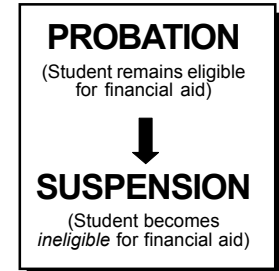 PROBATION
(Student remains eligible
for financial aid)
SUSPENSION
(Student becomes
ineligible for financial aid)